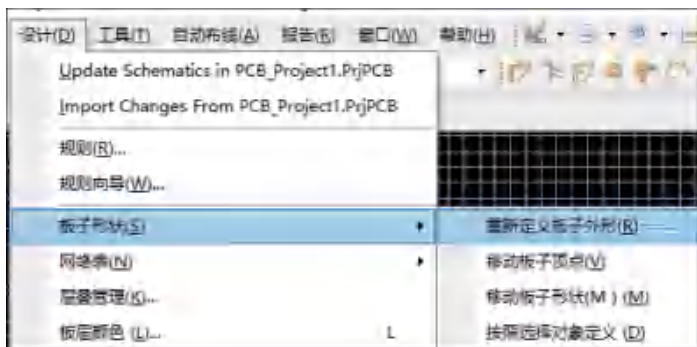 设计(D) 工具(T) 自动布线(A) 报告(R) 窗口(W) 帮助(H)
Update Schematics in PCB_Project1.PrjPCB
Import Changes From PCB_Project1.PrjPCB
规则(R)...
规则向导(W)...
板子形状(S) 重新定义板子外形(R)
网络表(N) 移动板子顶点(V)
层叠管理(K)... 移动板子形状(M ) (M)
板层颜色 (L)... L 按照选择对象定义 (D)